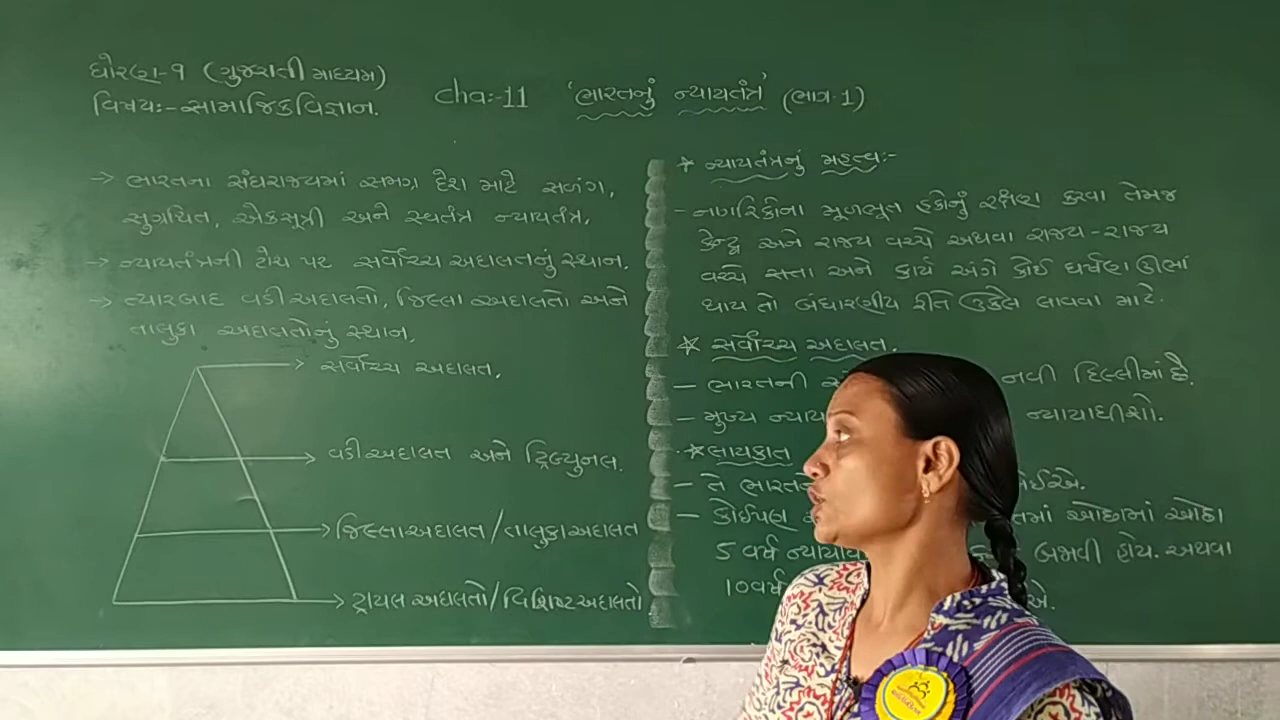 ધોરણ-૧ (ગુજરાતી માધ્યમ)
વિષય:-સામાજિકવિજ્ઞાન.
cha:-11 'ભારતનું ન્યાયતંત્ર' (ભાગ-1)
→ ભારતના સંઘરાજ્યમાં સમગ્ર દેશ માટે સળંગ,
સુગ્રથિત, એકસૂત્રી અને સ્વતંત્ર ન્યાયતંત્ર.
→ ન્યાયતંત્રની ટોચ પર સર્વોચ્ચ અદાલતનું સ્થાન.
→ ત્યારબાદ વડીઅદાલતો, જિલ્લા અદાલતો અને
તાલુકા અદાલતોનું સ્થાન.
→ સર્વોચ્ચ અદાલત.
→ વડીઅદાલત અને ટ્રિબ્યુનલ.
→ જિલ્લાઅદાલત/તાલુકાઅદાલત
→ ટ્રાયલ અદાલતો/વિશિષ્ટઅદાલતો
* ન્યાયતંત્રનું મહત્વ:-
- નાગરિકોના મૂળભૂત હકોનું રક્ષણ કરવા તેમજ
કેન્દ્ર અને રાજ્ય વચ્ચે અથવા રાજ્ય-રાજ્ય
વચ્ચે સત્તા અને કાર્ય અંગે કોઈ ઘર્ષણ ઊભાં
થાય તો બંધારણીય રીતે ઉકેલ લાવવા માટે.
* સર્વોચ્ચ અદાલત.
- ભારતની નવી દિલ્લીમાં છે.
- મુખ્ય ન્યાયાધીશો.
* લાયકાત
- તે
- કોઈપણ ઓછામાં ઓછા
5 વર્ષ બજાવી હોય. અથવા
10વર્ષ